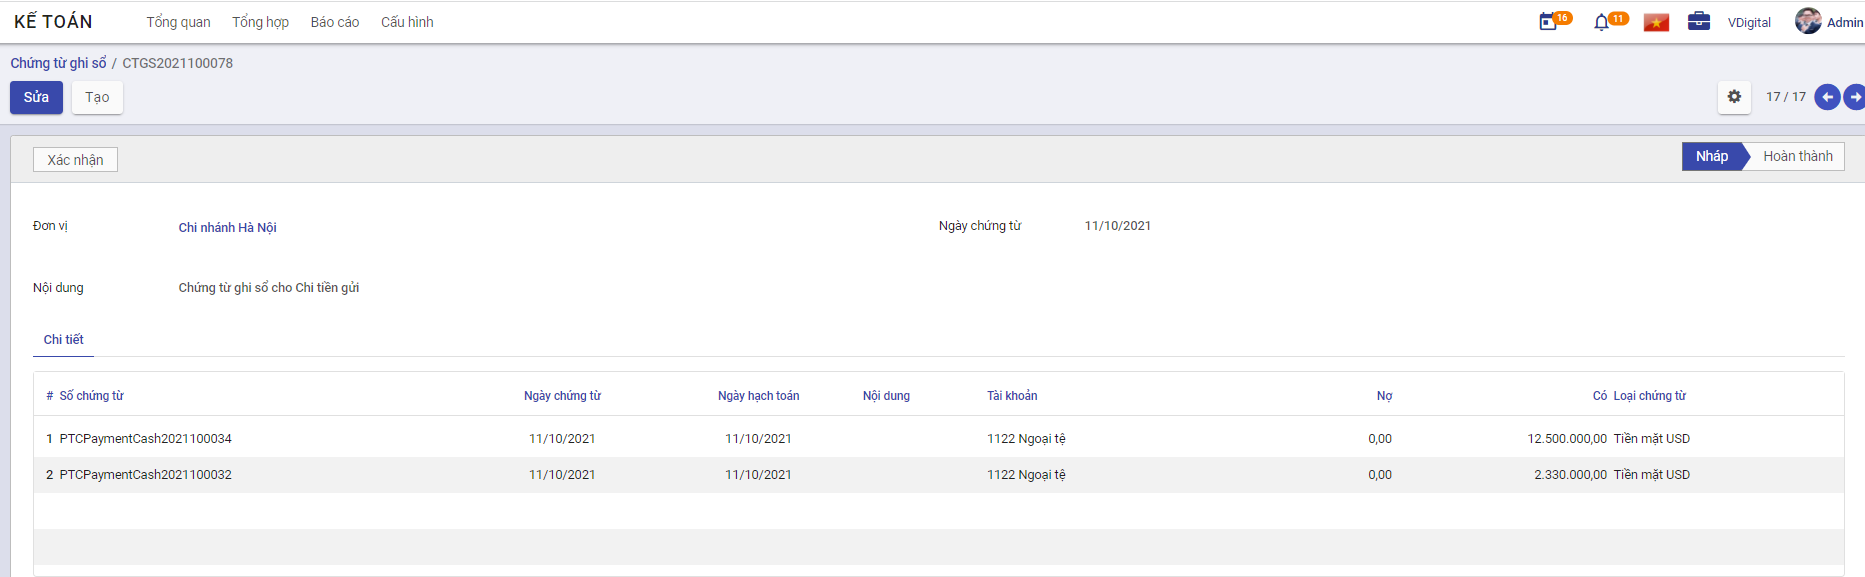 KẾ TOÁN Tổng quan Tổng hợp Báo cáo Cấu hình 16 11 VDigital Admin
Chứng từ ghi sổ / CTGS2021100078
Sửa Tạo 17 / 17
Xác nhận Nháp Hoàn thành
Đơn vị Chi nhánh Hà Nội Ngày chứng từ 11/10/2021
Nội dung Chứng từ ghi sổ cho Chi tiền gửi
Chi tiết
# Số chứng từ Ngày chứng từ Ngày hạch toán Nội dung Tài khoản Nợ Có Loại chứng từ
1 PTCPaymentCash2021100034 11/10/2021 11/10/2021 1122 Ngoại tệ 0,00 12.500.000,00 Tiền mặt USD
2 PTCPaymentCash2021100032 11/10/2021 11/10/2021 1122 Ngoại tệ 0,00 2.330.000,00 Tiền mặt USD